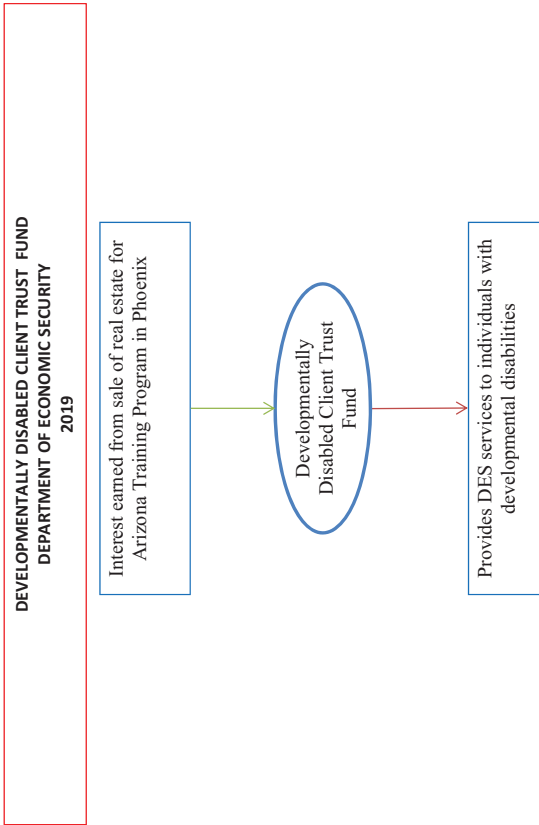 DEVELOPMENTALLY DISABLED CLIENT TRUST FUND
DEPARTMENT OF ECONOMIC SECURITY
2019
Interest earned from sale of real estate for
Arizona Training Program in Phoenix
Developmentally
Disabled Client Trust
Fund
Provides DES services to individuals with
developmental disabilities